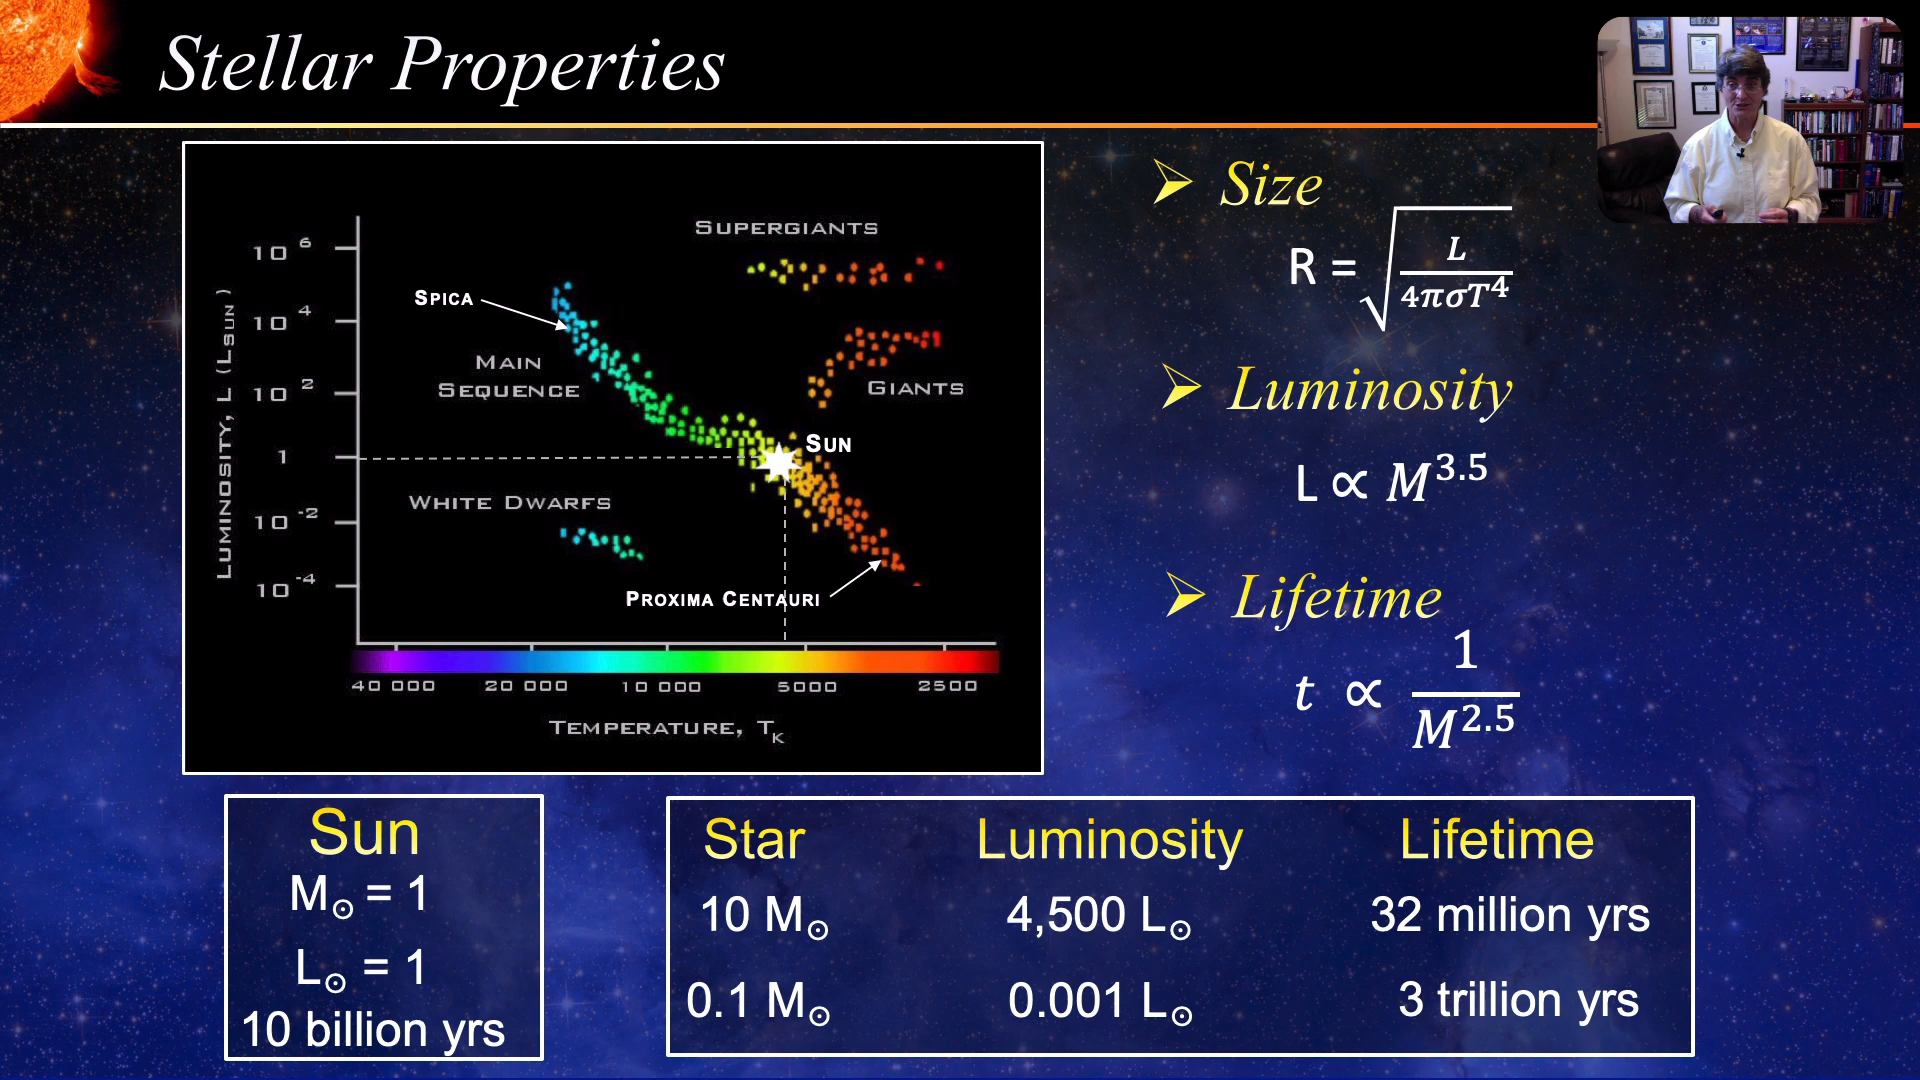 Stellar Properties
Supergiants
10 6
Spica
10 4
Main
Sequence
10 2
Giants
Sun
1
White Dwarfs
10 -2
10 -4
Proxima Centauri
Luminosity, L (LSun)
40 000 20 000 10 000 5000 2500
Temperature, TK
➢ Size
R = √(L / 4πσT⁴)
➢ Luminosity
L ∝ M^3.5
➢ Lifetime
t ∝ 1 / M^2.5
Sun
M⊙ = 1
L⊙ = 1
10 billion yrs
Star Luminosity Lifetime
10 M⊙ 4,500 L⊙ 32 million yrs
0.1 M⊙ 0.001 L⊙ 3 trillion yrs